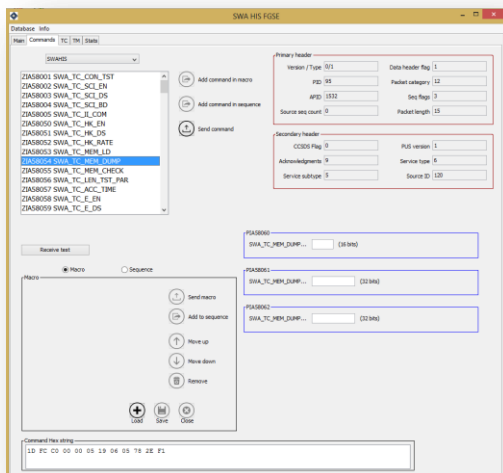 SWA HIS FGSE
Database Info
Main Commands TC TM Stats
SWAHIS
ZIA58001 SWA_TC_CON_TST
ZIA58002 SWA_TC_SCI_EN
ZIA58003 SWA_TC_SCI_DS
ZIA58004 SWA_TC_SCI_BD
ZIA58005 SWA_TC_IL_COM
ZIA58050 SWA_TC_HK_EN
ZIA58051 SWA_TC_HK_DS
ZIA58052 SWA_TC_HK_RATE
ZIA58053 SWA_TC_MEM_LD
ZIA58054 SWA_TC_MEM_DUMP
ZIA58055 SWA_TC_MEM_CHECK
ZIA58056 SWA_TC_LEN_TST_PAR
ZIA58057 SWA_TC_ACC_TIME
ZIA58058 SWA_TC_E_EN
ZIA58059 SWA_TC_E_DS
Add command in macro
Add command in sequence
Send command
Primary header
Version / Type 0/1 Data header flag 1
PID 95 Packet category 12
APID 1532 Seq flags 3
Source seq count 0 Packet length 15
Secondary header
CCSDS Flag 0 PUS version 1
Acknowledgments 9 Service type 6
Service subtype 5 Source ID 120
Receive test
Macro Sequence
Macro
Send macro
Add to sequence
Move up
Move down
Remove
Load Save Close
PIA58060
SWA_TC_MEM_DUMP... (16 bits)
PIA58061
SWA_TC_MEM_DUMP... (32 bits)
PIA58062
SWA_TC_MEM_DUMP... (32 bits)
Command Hex string
1D FC C0 00 00 05 19 06 05 78 2E F1